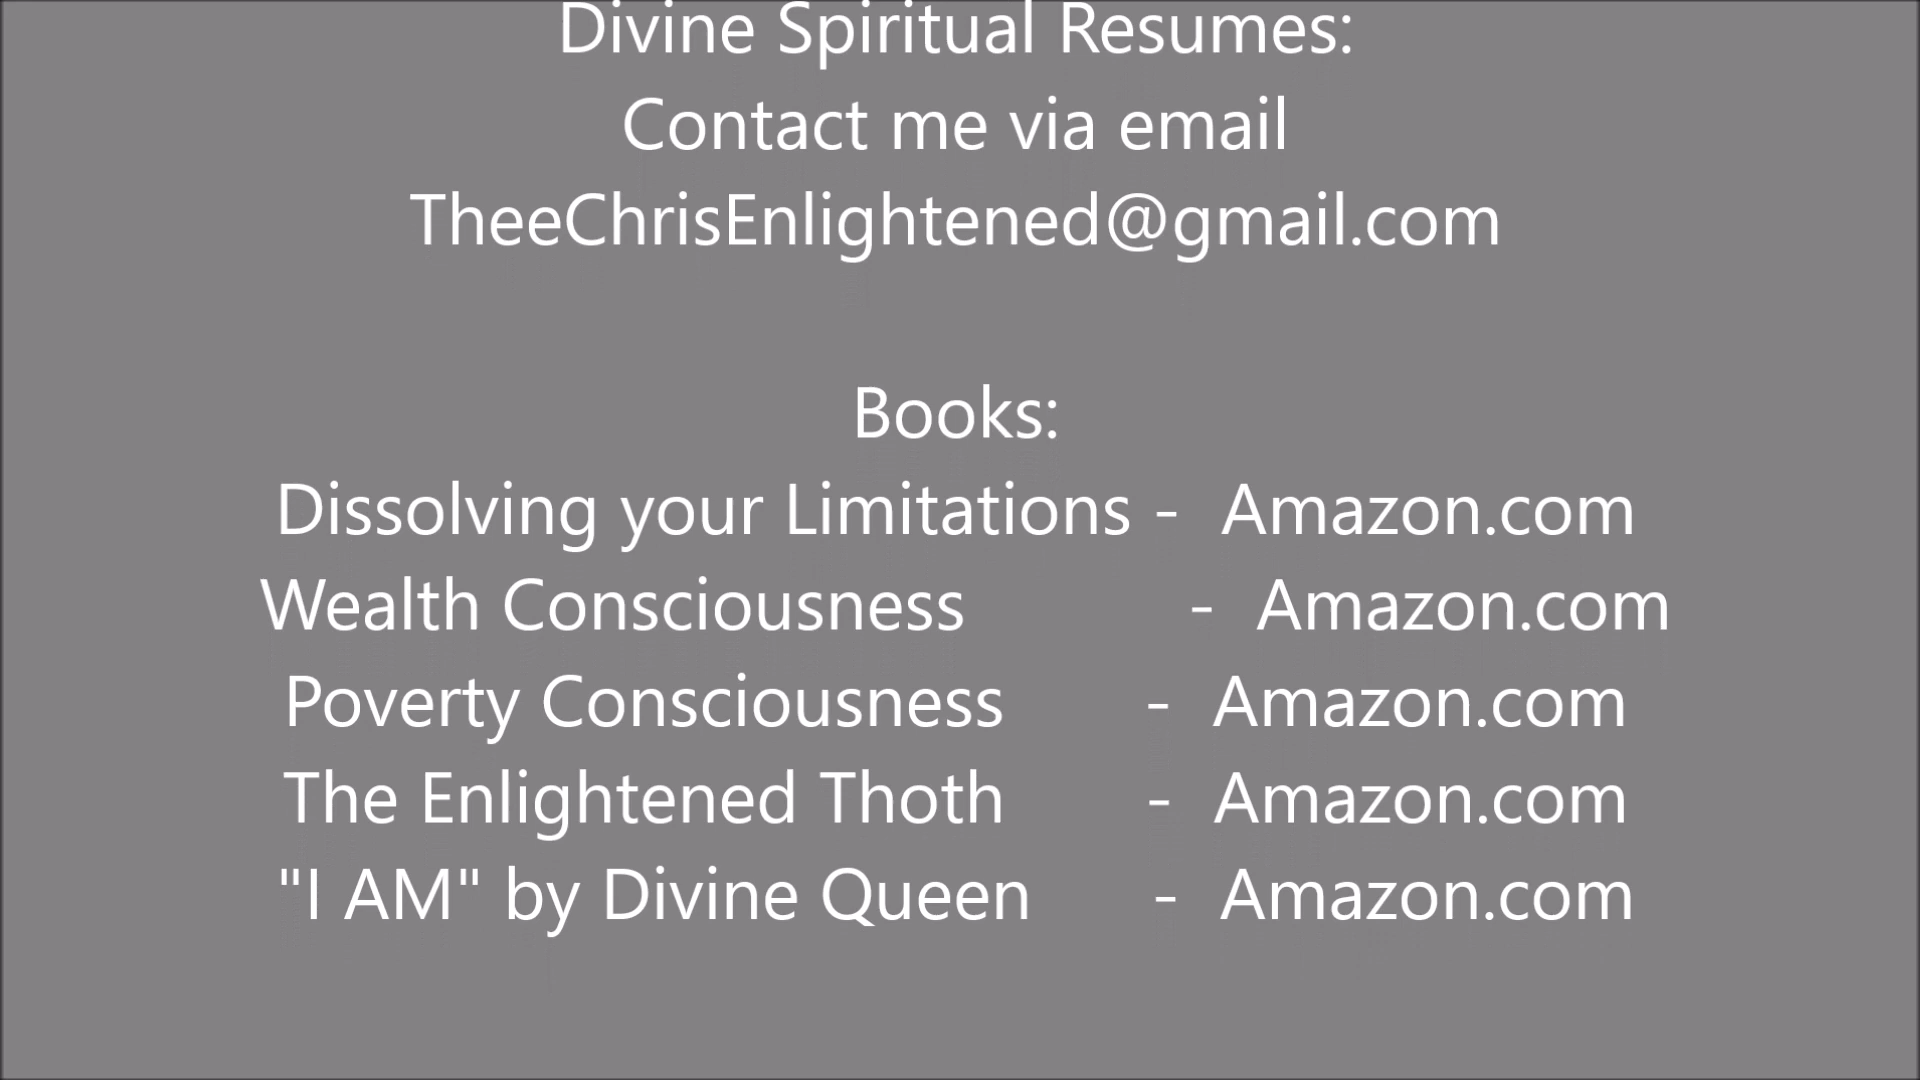 Divine Spiritual Resumes:
Contact me via email
TheeChrisEnlightened@gmail.com
Books:
Dissolving your Limitations - Amazon.com
Wealth Consciousness - Amazon.com
Poverty Consciousness - Amazon.com
The Enlightened Thoth - Amazon.com
"I AM" by Divine Queen - Amazon.com